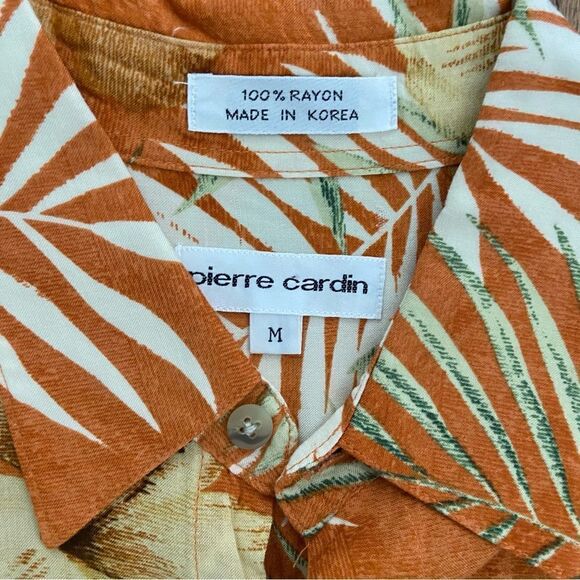 100% RAYON
MADE IN KOREA
pierre cardin
M